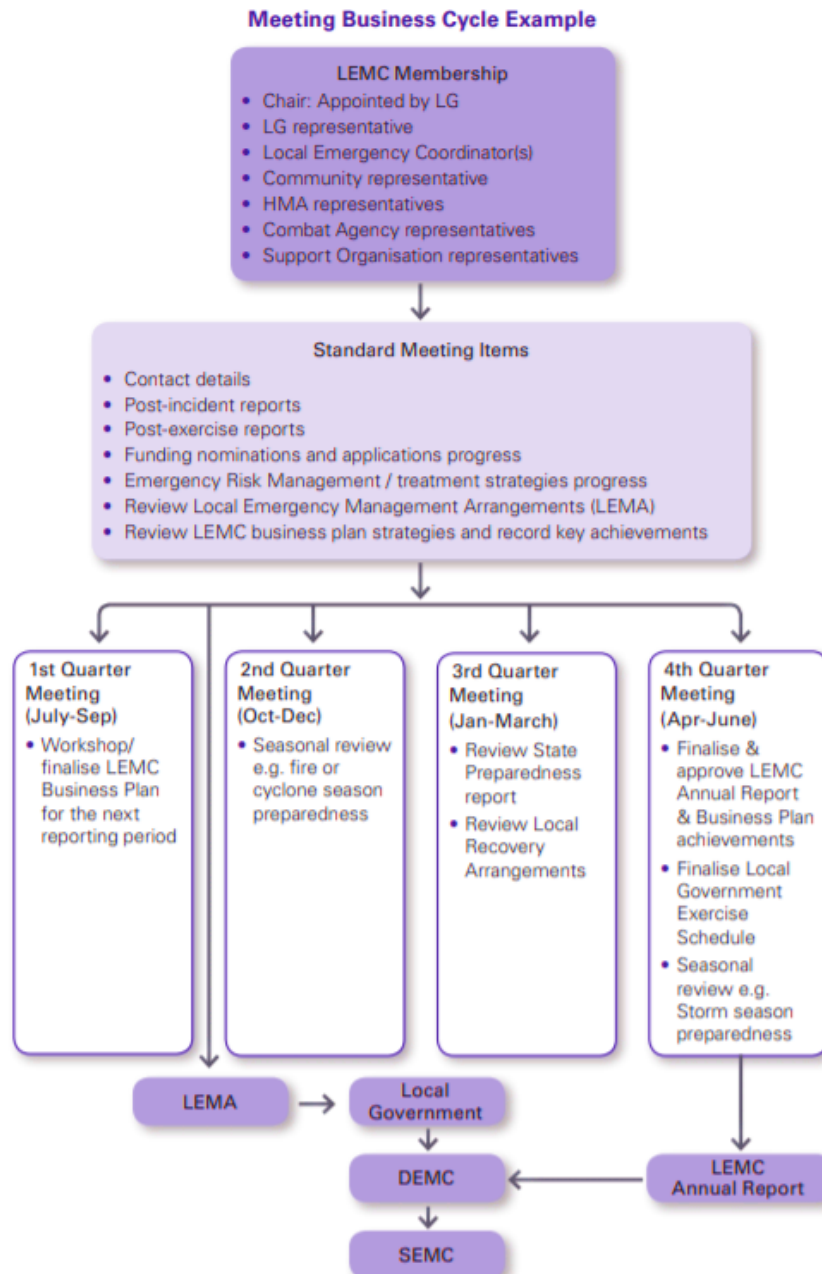 Meeting Business Cycle Example
LEMC Membership
• Chair: Appointed by LG
• LG representative
• Local Emergency Coordinator(s)
• Community representative
• HMA representatives
• Combat Agency representatives
• Support Organisation representatives
Standard Meeting Items
• Contact details
• Post-incident reports
• Post-exercise reports
• Funding nominations and applications progress
• Emergency Risk Management / treatment strategies progress
• Review Local Emergency Management Arrangements (LEMA)
• Review LEMC business plan strategies and record key achievements
1st Quarter
Meeting
(July-Sep)
• Workshop/
finalise LEMC
Business Plan
for the next
reporting period
2nd Quarter
Meeting
(Oct-Dec)
• Seasonal review
e.g. fire or
cyclone season
preparedness
3rd Quarter
Meeting
(Jan-March)
• Review State
Preparedness
report
• Review Local
Recovery
Arrangements
4th Quarter
Meeting
(Apr-June)
• Finalise &
approve LEMC
Annual Report
& Business Plan
achievements
• Finalise Local
Government
Exercise
Schedule
• Seasonal
review e.g.
Storm season
preparedness
LEMA
Local
Government
DEMC
LEMC
Annual Report
SEMC